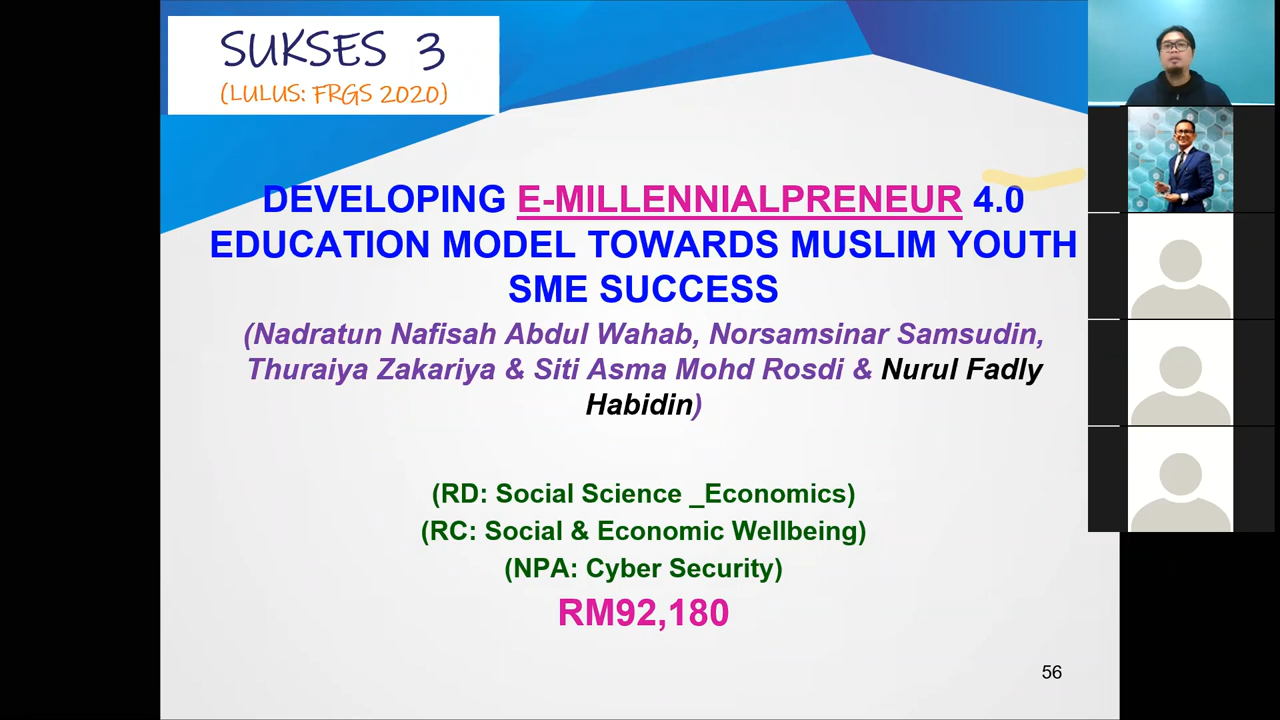 SUKSES 3
(LULUS: FRGS 2020)
DEVELOPING E-MILLENNIALPRENEUR 4.0
EDUCATION MODEL TOWARDS MUSLIM YOUTH
SME SUCCESS
(Nadratun Nafisah Abdul Wahab, Norsamsinar Samsudin,
Thuraiya Zakariya & Siti Asma Mohd Rosdi & Nurul Fadly
Habidin)
(RD: Social Science _Economics)
(RC: Social & Economic Wellbeing)
(NPA: Cyber Security)
RM92,180
56